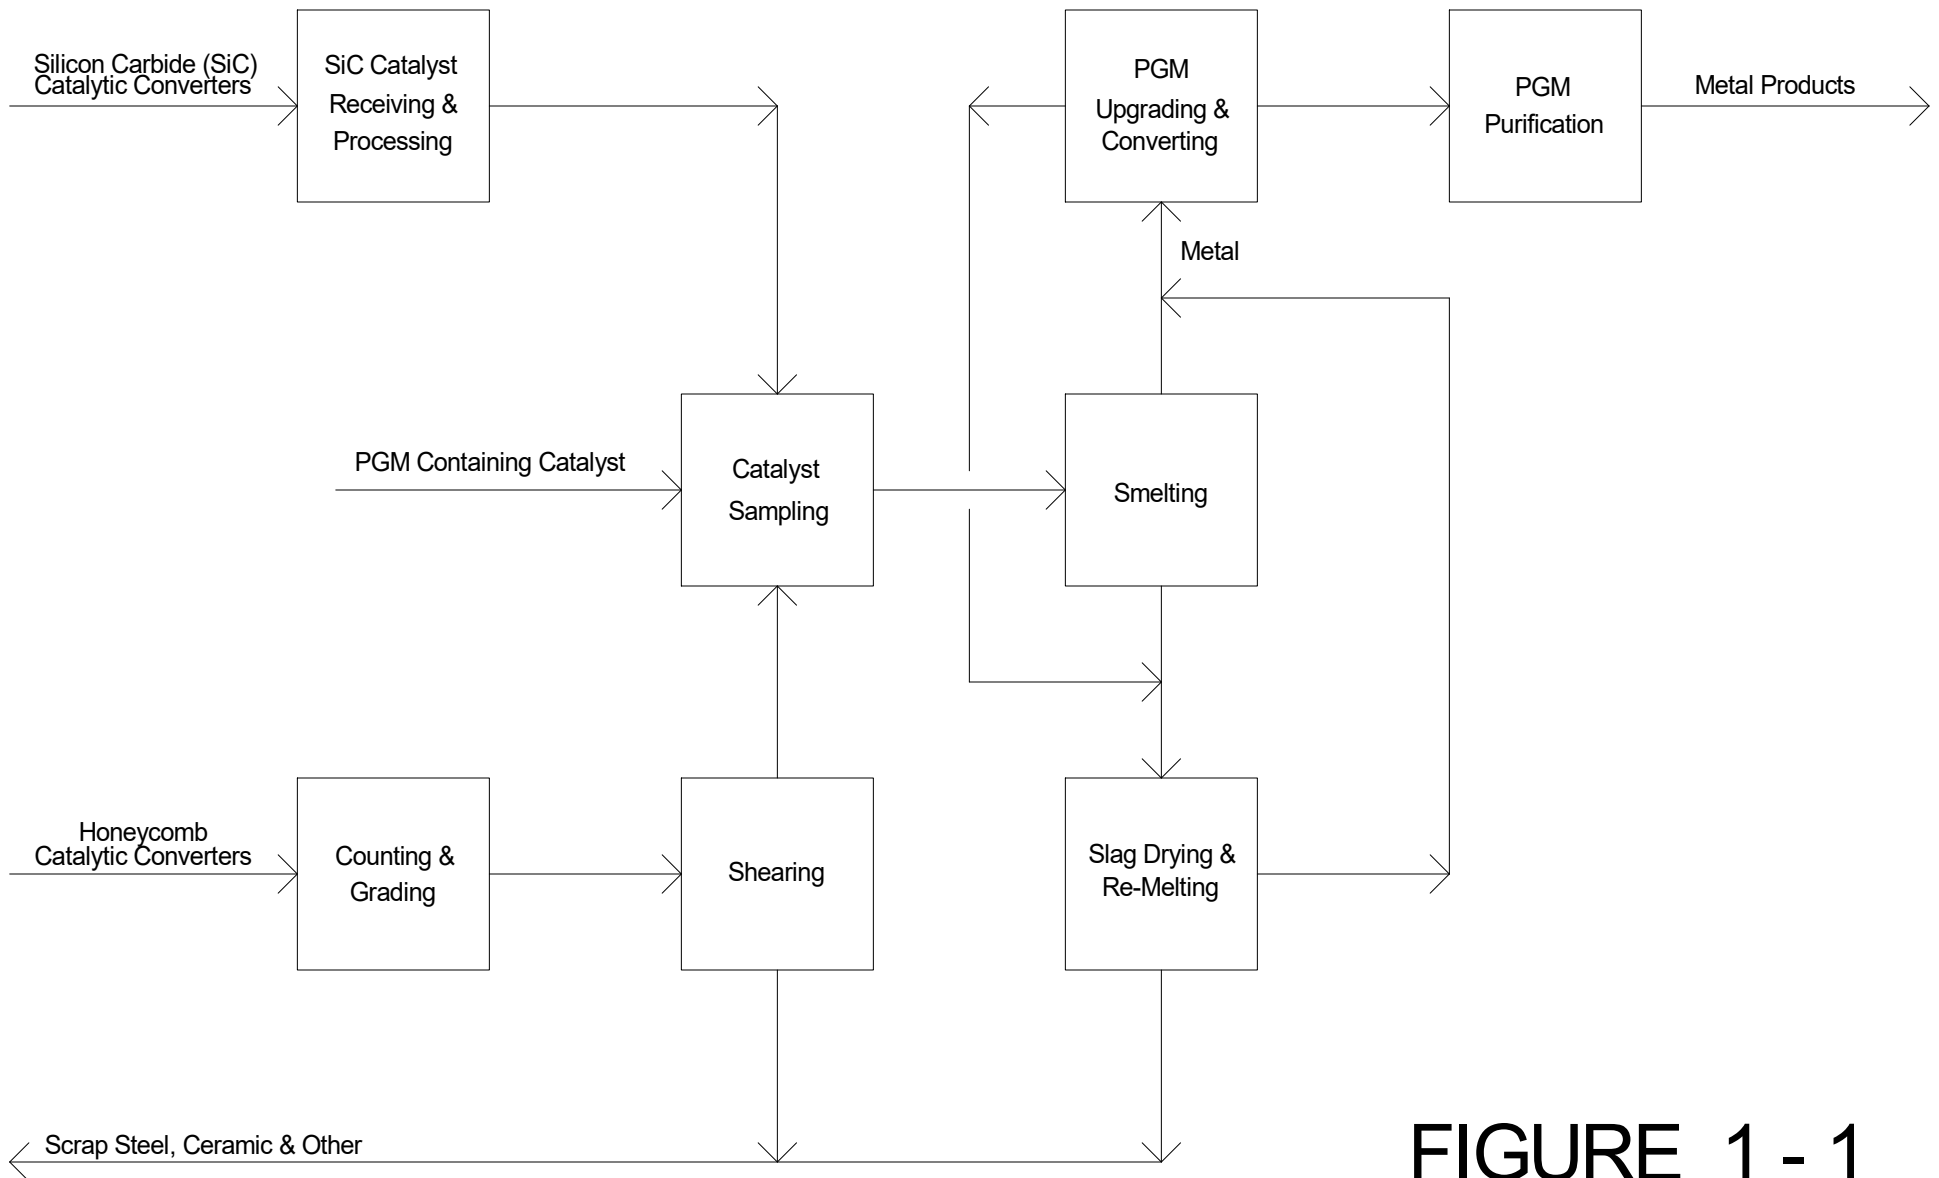 Silicon Carbide (SiC)
Catalytic Converters
SiC Catalyst
Receiving &
Processing
PGM
Upgrading &
Converting
PGM
Purification
Metal Products
Metal
PGM Containing Catalyst
Catalyst
Sampling
Smelting
Honeycomb
Catalytic Converters
Counting &
Grading
Shearing
Slag Drying &
Re-Melting
Scrap Steel, Ceramic & Other
FIGURE 1 - 1